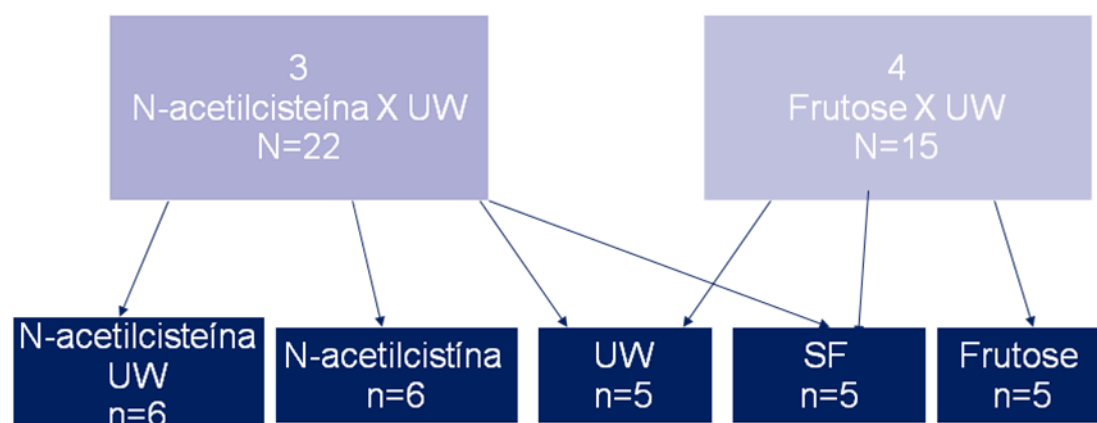 3
N-acetilcisteína X UW
N=22
4
Frutose X UW
N=15
N-acetilcisteína
UW
n=6
N-acetilcistína
n=6
UW
n=5
SF
n=5
Frutose
n=5